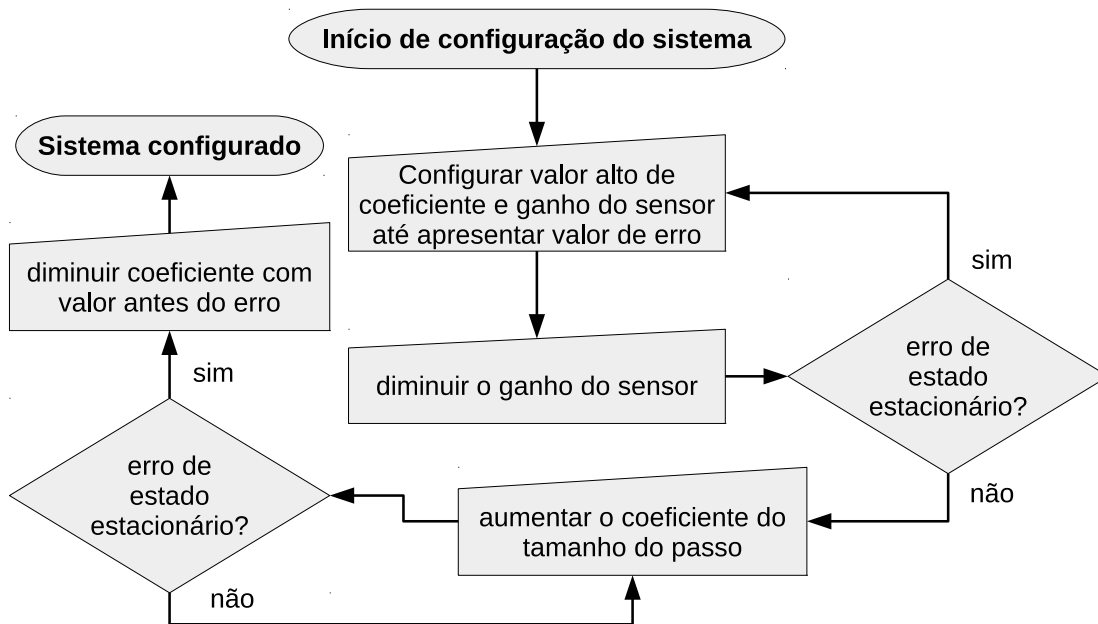 Início de configuração do sistema
Sistema configurado
Configurar valor alto de
coeficiente e ganho do sensor
até apresentar valor de erro
diminuir coeficiente com
valor antes do erro
sim
diminuir o ganho do sensor
erro de
estado
estacionário?
sim
não
erro de
estado
estacionário?
aumentar o coeficiente do
tamanho do passo
não